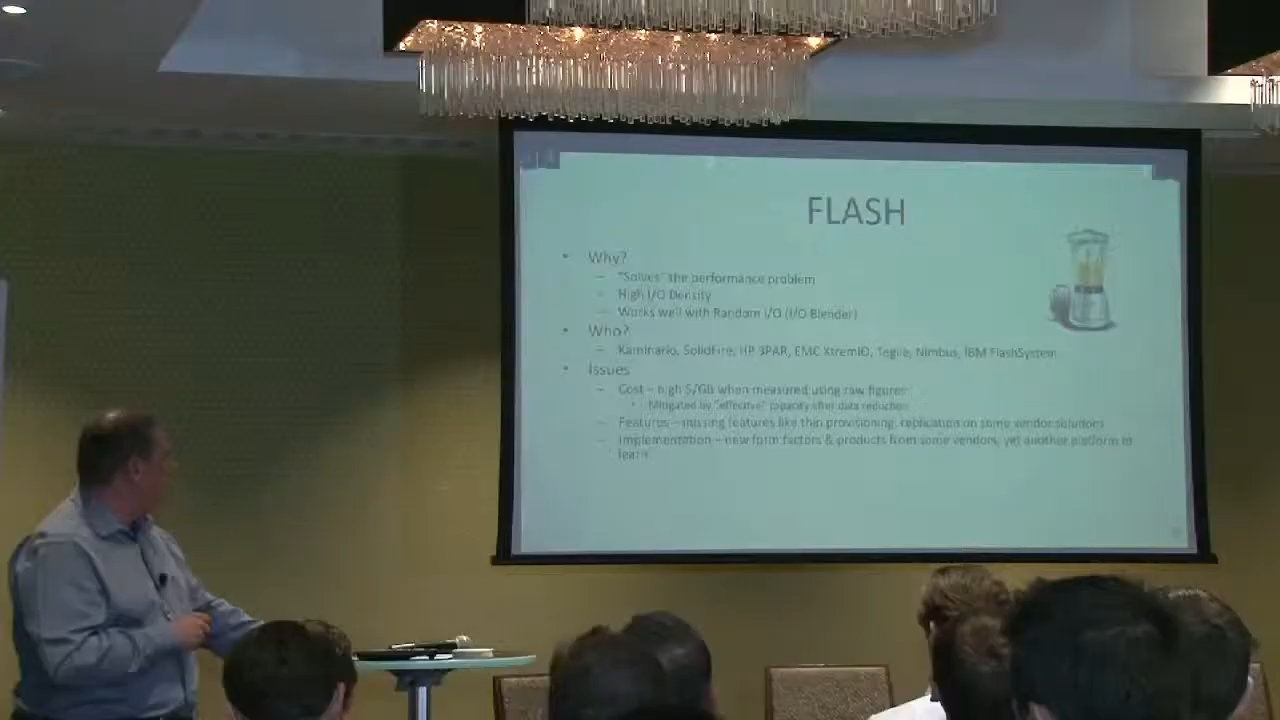 FLASH
• Why?
– "Solves" the performance problem
– High I/O Density
– Works well with Random I/O (I/O Blender)
• Who?
– Kaminario, SolidFire, HP 3PAR, EMC XtremIO, Tegile, Nimbus, IBM FlashSystem
• Issues
– Cost – high $/GB when measured using raw figures
• Mitigated by "effective" capacity after data reduction
– Features – missing features like thin provisioning, replication on some vendor solutions
– Implementation – new form factors & products from some vendors, yet another platform to
learn